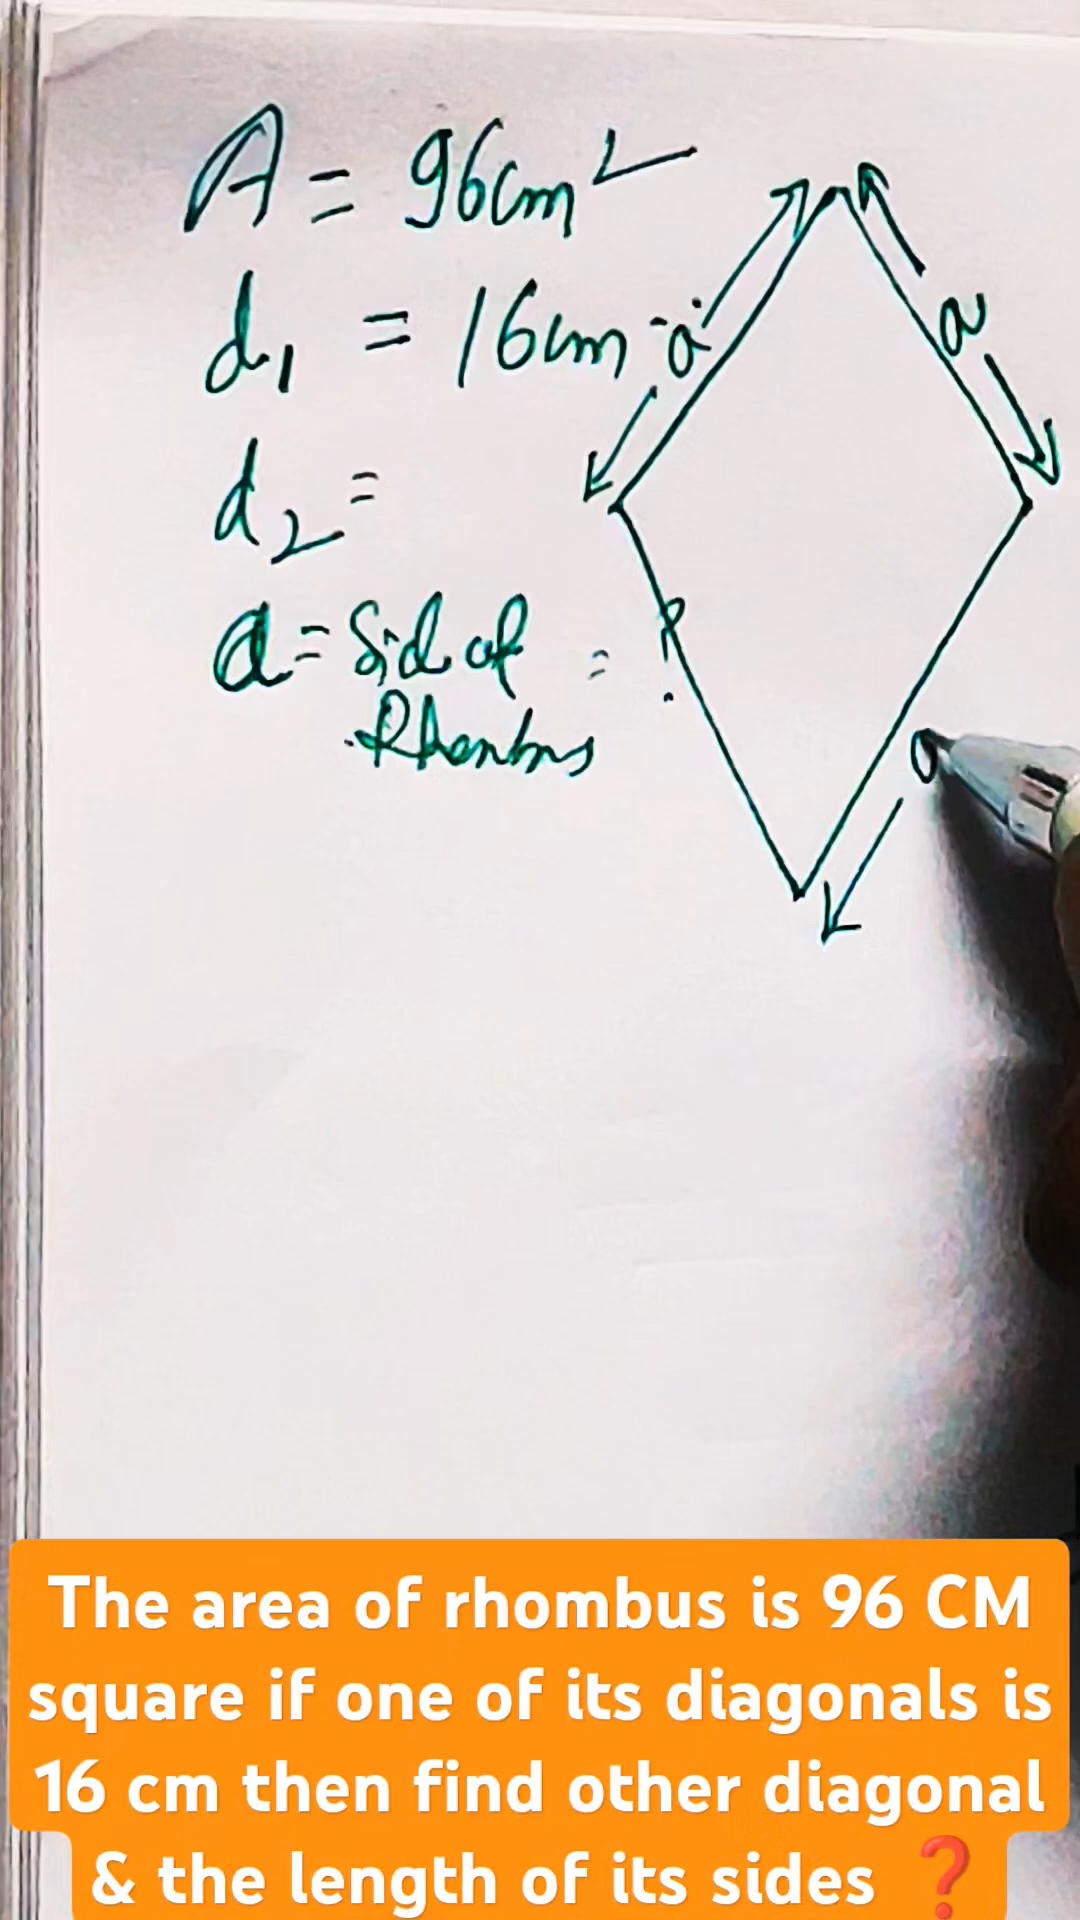 A = 96cm²
d₁ = 16cm
d₂ =
a = Sid of = ?
Rhombus
a
a
a
The area of rhombus is 96 CM
square if one of its diagonals is
16 cm then find other diagonal
& the length of its sides ❓